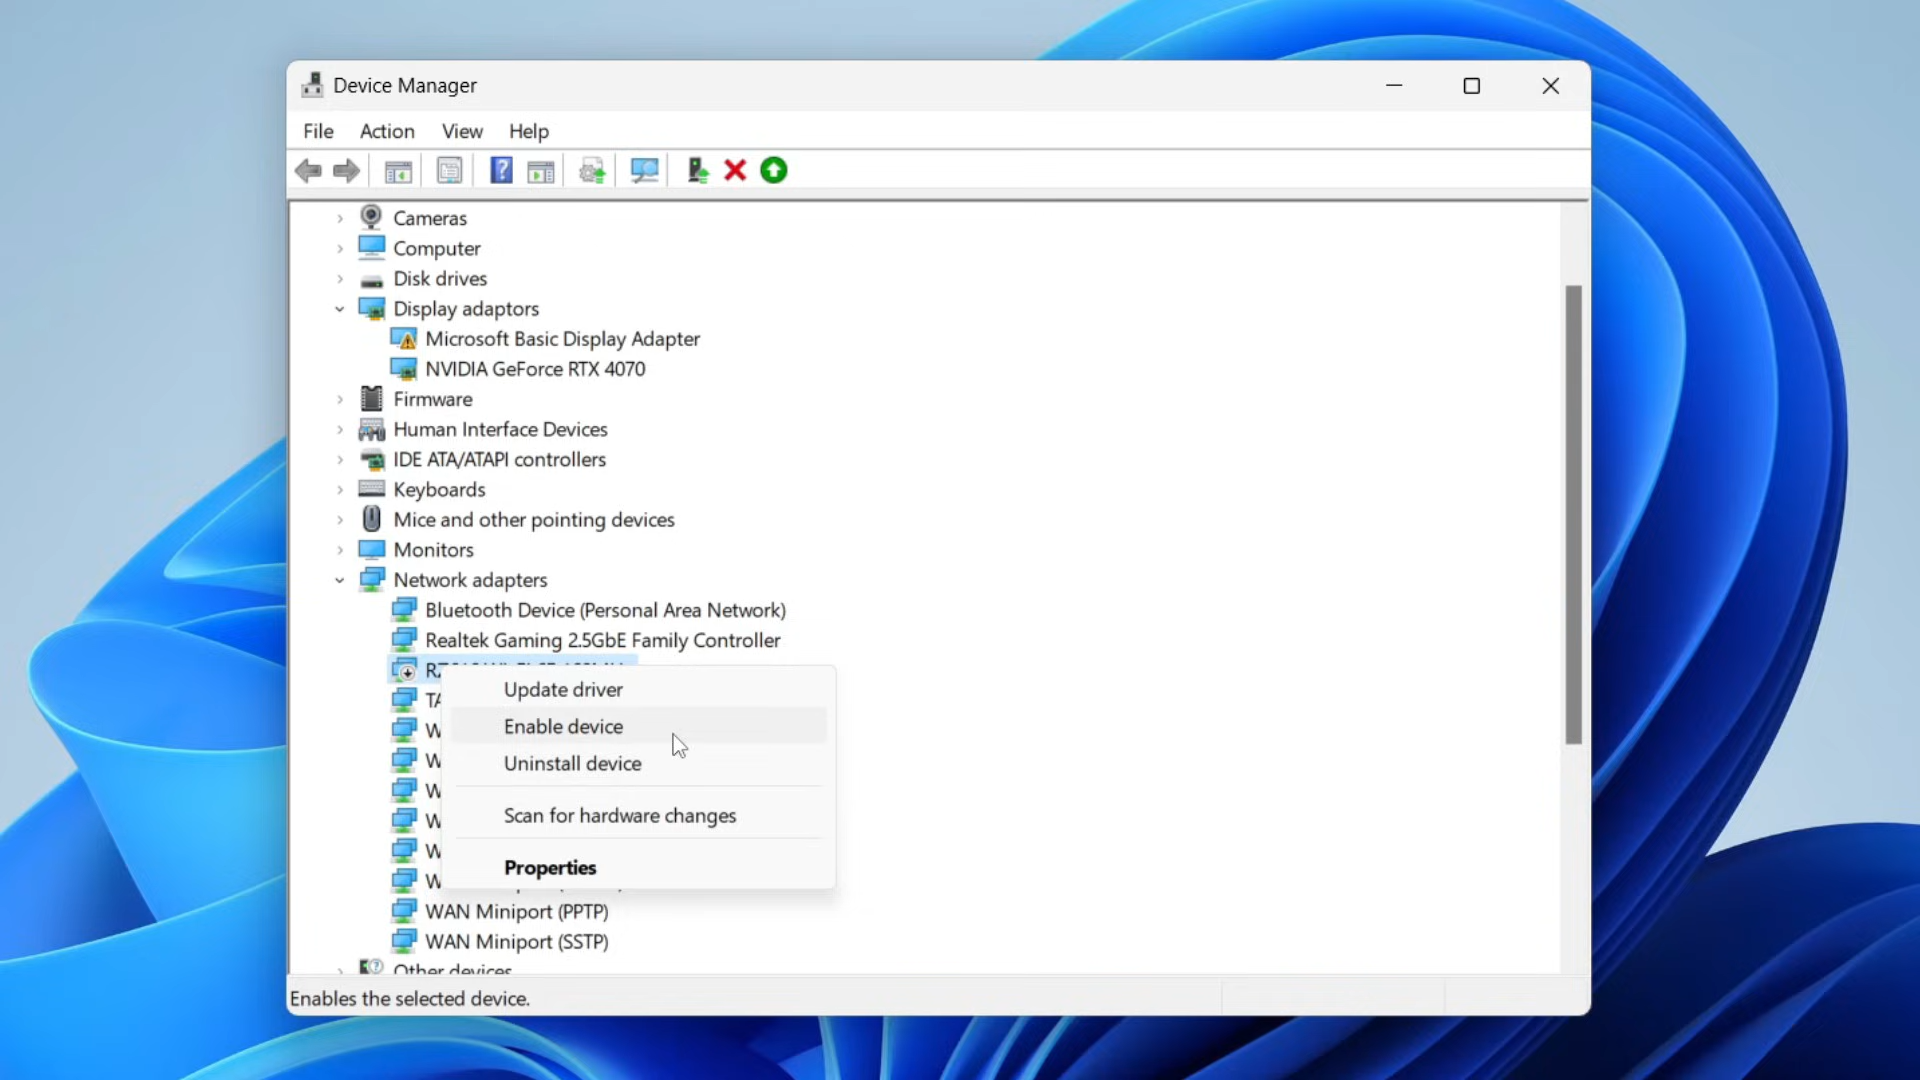 Device Manager
File Action View Help
Cameras
Computer
Disk drives
Display adaptors
Microsoft Basic Display Adapter
NVIDIA GeForce RTX 4070
Firmware
Human Interface Devices
IDE ATA/ATAPI controllers
Keyboards
Mice and other pointing devices
Monitors
Network adapters
Bluetooth Device (Personal Area Network)
Realtek Gaming 2.5GbE Family Controller
Update driver
Enable device
Uninstall device
Scan for hardware changes
Properties
WAN Miniport (PPTP)
WAN Miniport (SSTP)
Other devices
Enables the selected device.